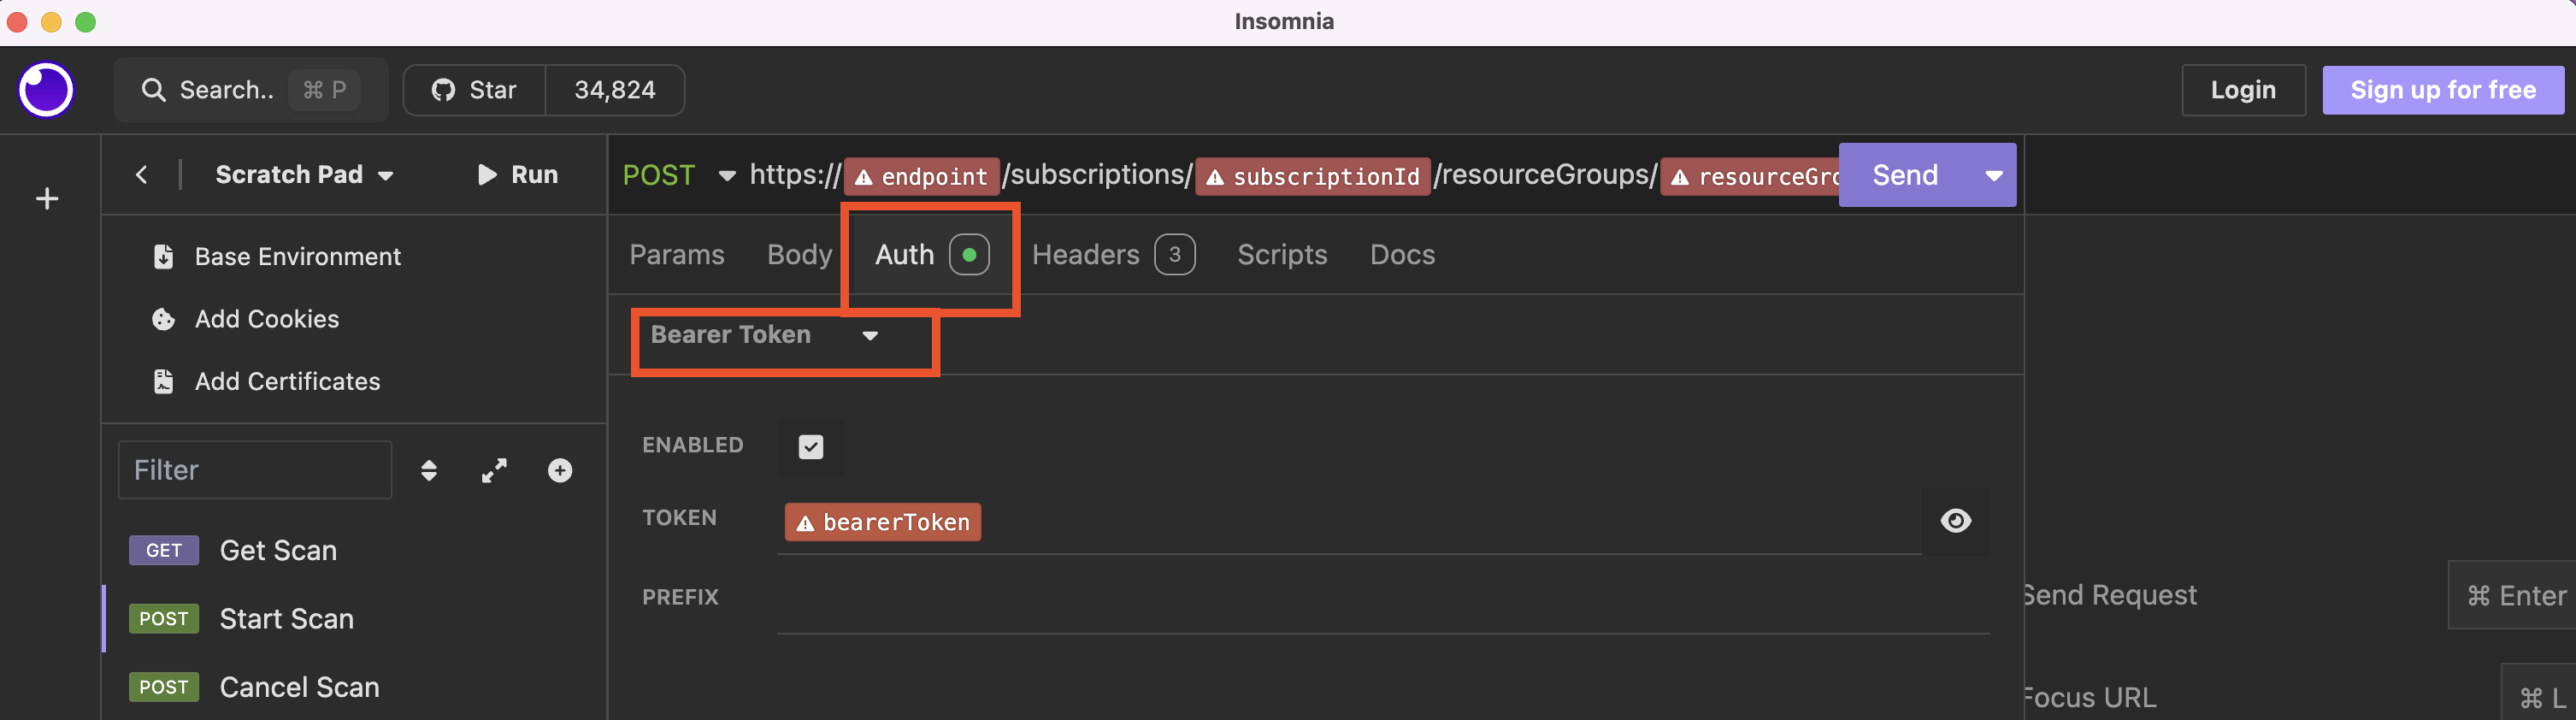 Insomnia
Search.. ⌘ P
Star 34,824
Login
Sign up for free
Scratch Pad
Run
POST https:// endpoint /subscriptions/ subscriptionId /resourceGroups/ resourceGro
Send
Base Environment
Add Cookies
Add Certificates
Filter
GET Get Scan
POST Start Scan
POST Cancel Scan
Params Body Auth Headers 3 Scripts Docs
Bearer Token
ENABLED
TOKEN bearerToken
PREFIX
Send Request ⌘ Enter
Focus URL ⌘ L